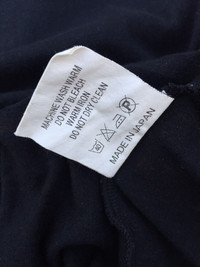 MACHINE WASH WARM
DO NOT BLEACH
WARM IRON
DO NOT DRY CLEAN
P
MADE IN JAPAN